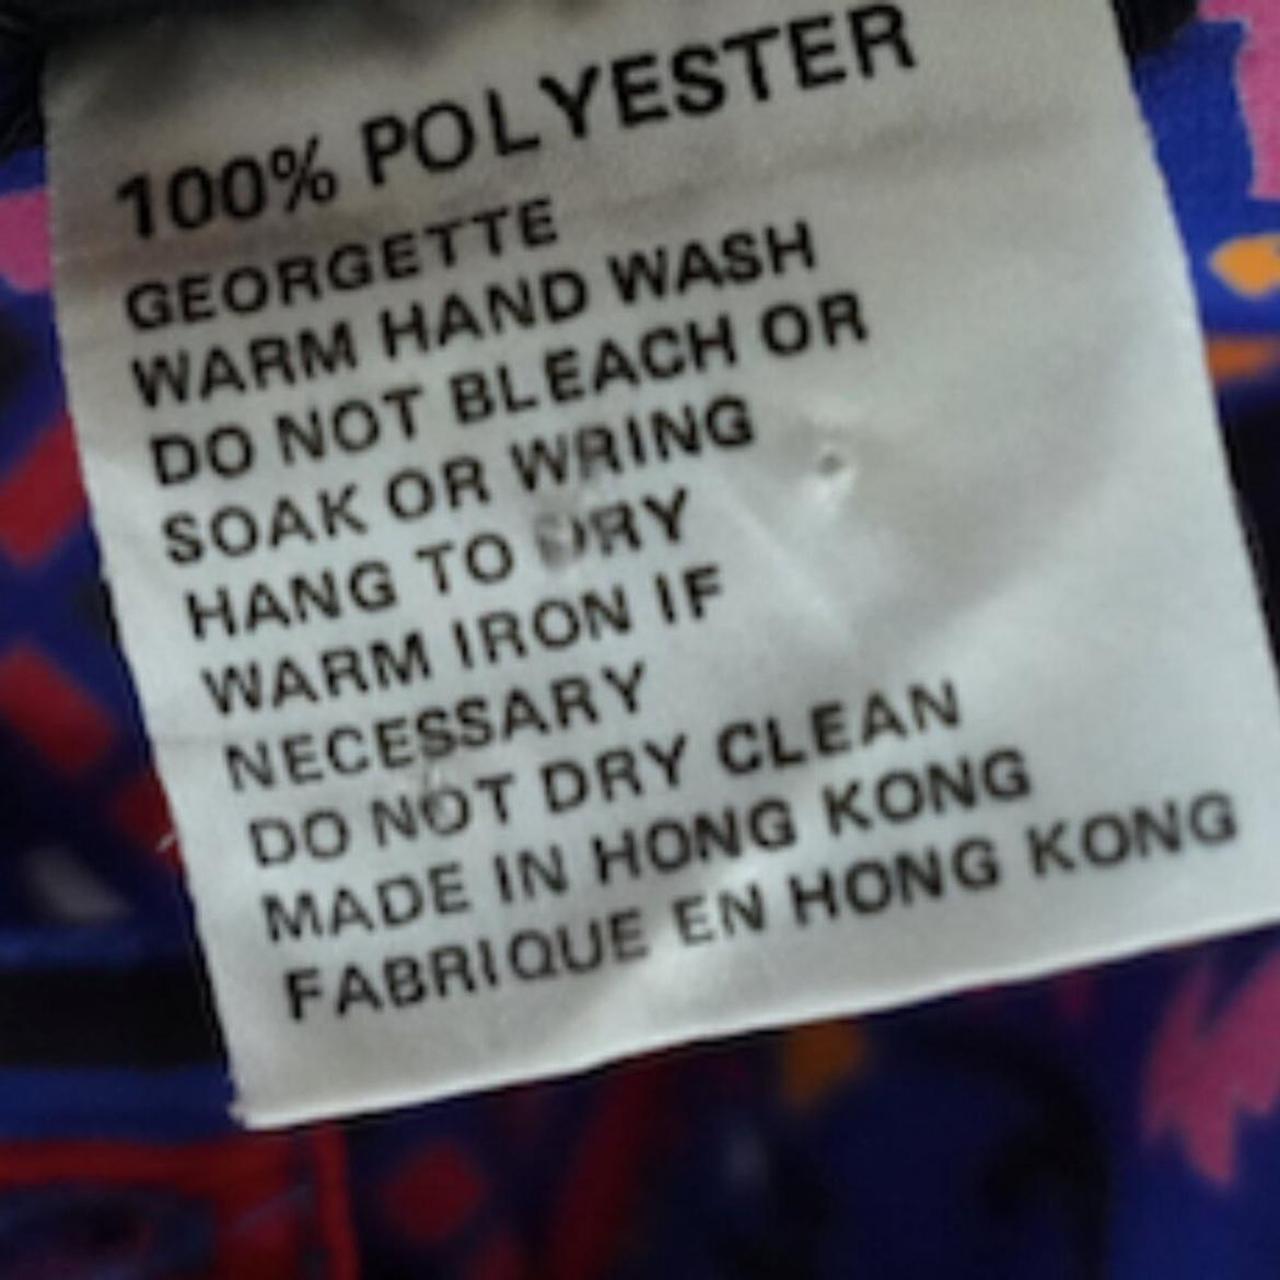 100% POLYESTER
GEORGETTE
WARM HAND WASH
DO NOT BLEACH OR
SOAK OR WRING
HANG TO DRY
WARM IRON IF
NECESSARY
DO NOT DRY CLEAN
MADE IN HONG KONG
FABRIQUE EN HONG KONG